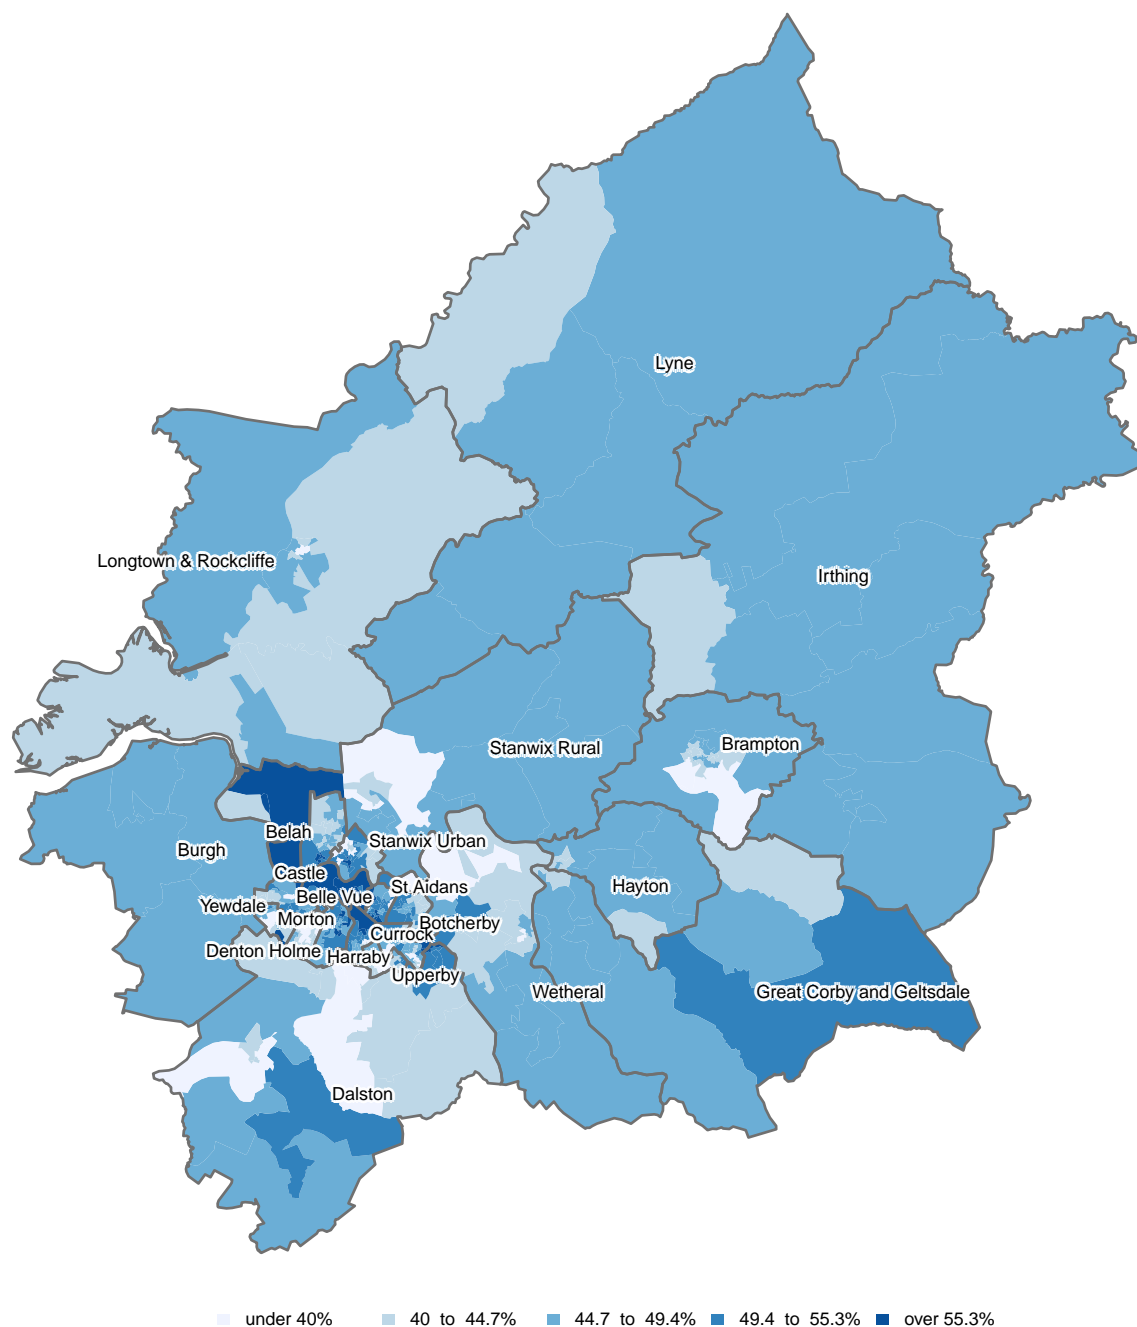 Lyne
Longtown & Rockcliffe
Irthing
Stanwix Rural
Brampton
Belah
Stanwix Urban
Burgh
Castle
St Aidans
Hayton
Belle Vue
Yewdale
Morton
Botcherby
Currock
Denton Holme
Harraby
Upperby
Wetheral
Great Corby and Geltsdale
Dalston
under 40% 40 to 44.7% 44.7 to 49.4% 49.4 to 55.3% over 55.3%